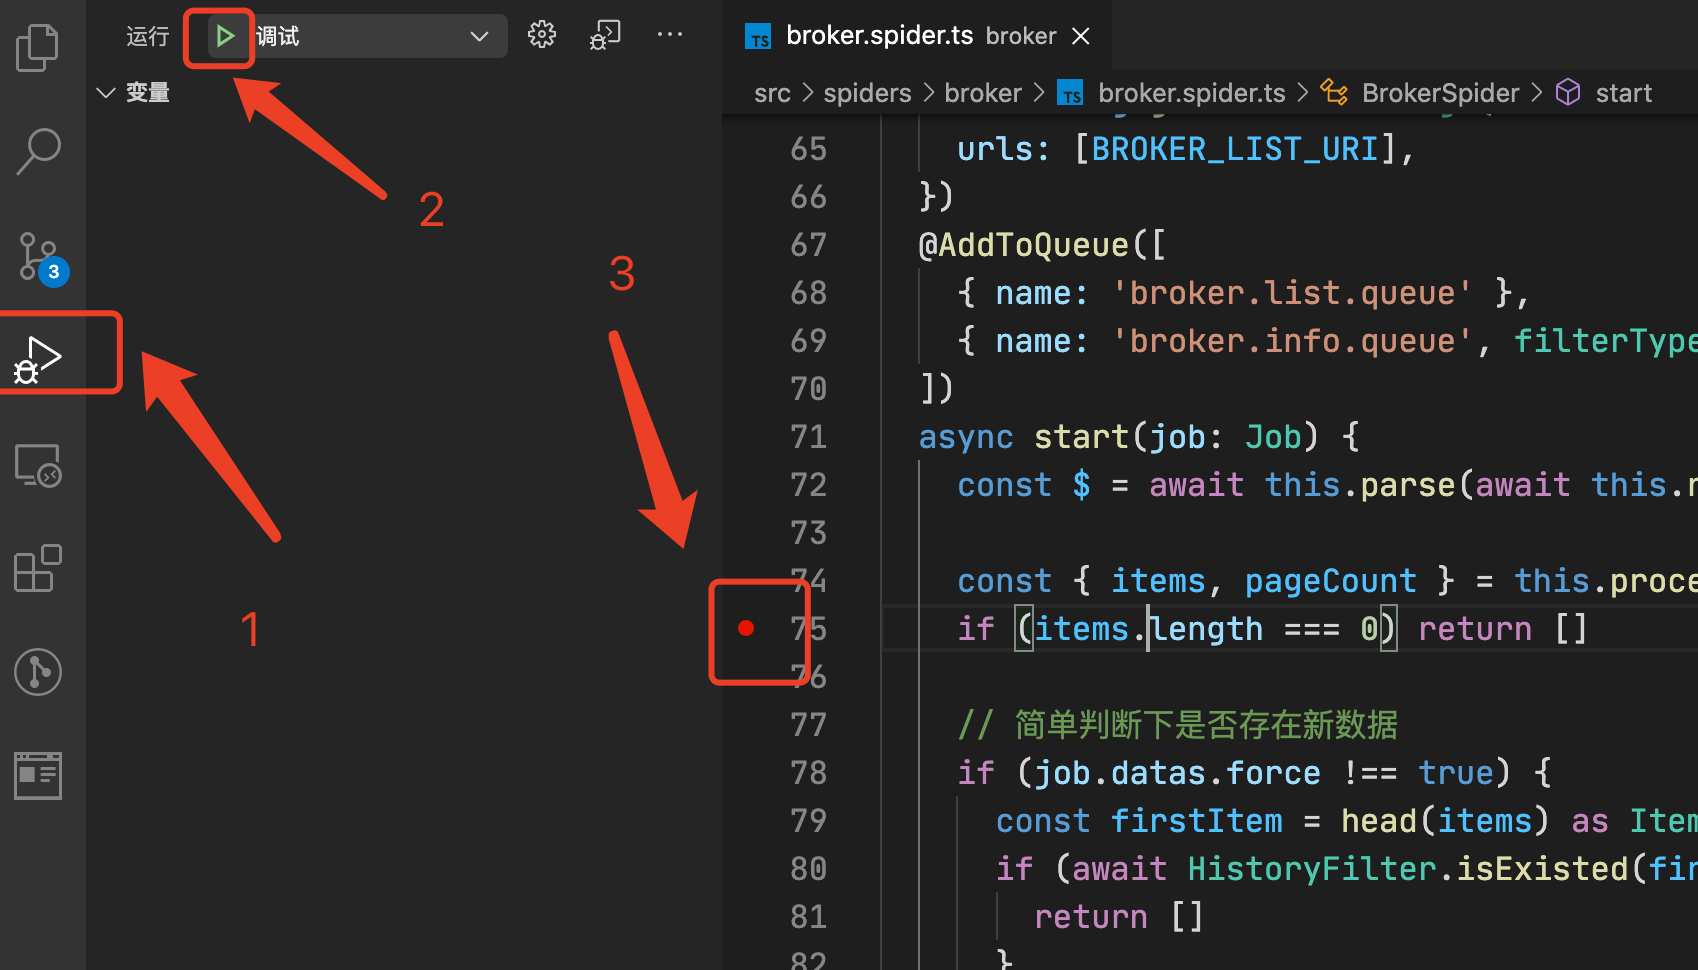 运行 调试
变量
3
1
2
3
TS broker.spider.ts broker
src > spiders > broker > TS broker.spider.ts > BrokerSpider > start
65 urls: [BROKER_LIST_URI],
66 })
67 @AddToQueue([
68 { name: 'broker.list.queue' },
69 { name: 'broker.info.queue', filterType
70 ])
71 async start(job: Job) {
72 const $ = await this.parse(await this.r
73
74 const { items, pageCount } = this.proce
75 if (items.length === 0) return []
76
77 // 简单判断下是否存在新数据
78 if (job.datas.force !== true) {
79 const firstItem = head(items) as Item
80 if (await HistoryFilter.isExisted(fir
81 return []
82 }